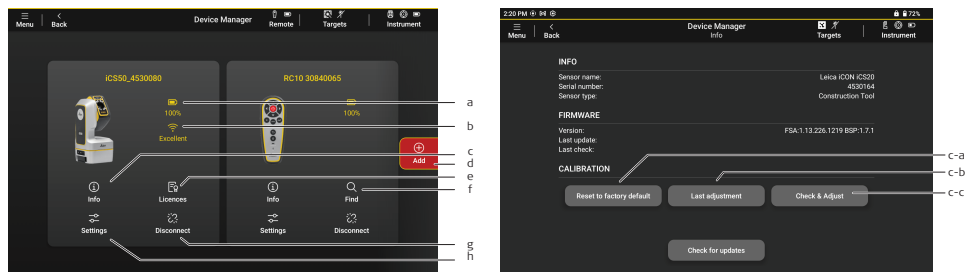 Menu
Back
Device Manager
Remote
Targets
Instrument
iCS50_4530080
RC10 30840065
100%
100%
Excellent
Add
Info
Licences
Info
Find
Settings
Disconnect
Settings
Disconnect
a
b
c
d
e
f
g
h
2:20 PM
72%
Menu
Back
Device Manager
Info
Targets
Instrument
INFO
Sensor name: Leica iCON iCS20
Serial number: 4530164
Sensor type: Construction Tool
FIRMWARE
Version: FSA:1.13.226.1219 BSP:1.7.1
Last update:
Last check:
CALIBRATION
Reset to factory default
Last adjustment
Check & Adjust
Check for updates
c-a
c-b
c-c